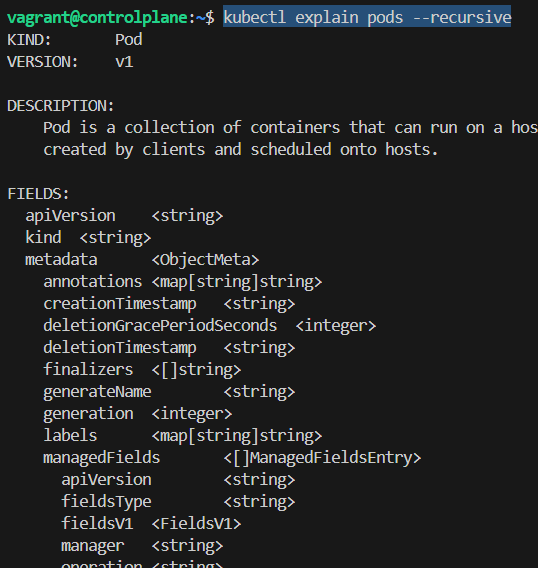 vagrant@controlplane:~$ kubectl explain pods --recursive
KIND:       Pod
VERSION:    v1

DESCRIPTION:
    Pod is a collection of containers that can run on a hos
    created by clients and scheduled onto hosts.

FIELDS:
  apiVersion    <string>
  kind  <string>
  metadata      <ObjectMeta>
    annotations <map[string]string>
    creationTimestamp   <string>
    deletionGracePeriodSeconds  <integer>
    deletionTimestamp   <string>
    finalizers  <[]string>
    generateName        <string>
    generation  <integer>
    labels      <map[string]string>
    managedFields       <[]ManagedFieldsEntry>
      apiVersion        <string>
      fieldsType        <string>
      fieldsV1  <FieldsV1>
      manager   <string>
      operation <string>